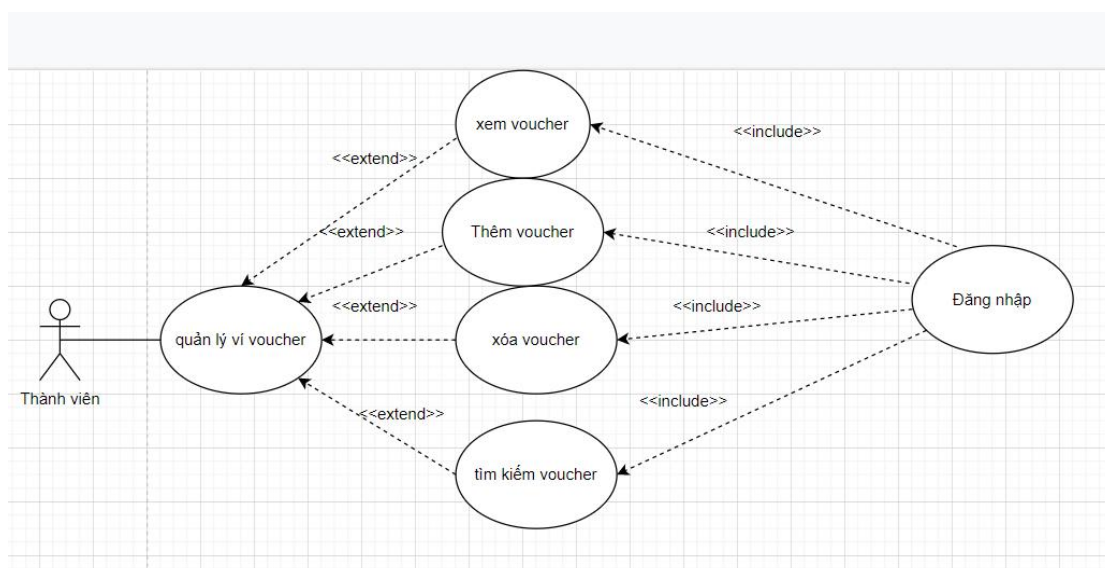 xem voucher
<<include>>
<<extend>>
<<extend>>
Thêm voucher
<<include>>
Đăng nhập
<<extend>>
xóa voucher
<<include>>
quản lý ví voucher
Thành viên
<<extend>>
<<include>>
tìm kiếm voucher